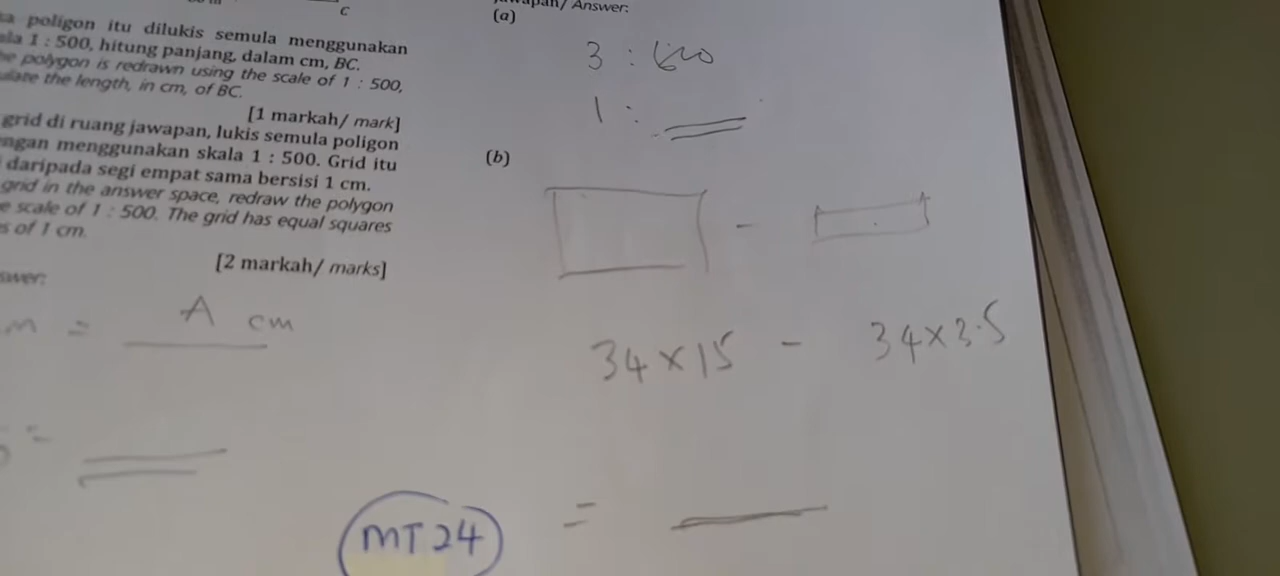 C
poligon itu dilukis semula menggunakan
1 : 500, hitung panjang, dalam cm, BC.
polygon is redrawn using the scale of 1 : 500,
the length, in cm, of BC.
[1 markah/ mark]
grid di ruang jawapan, lukis semula poligon
menggunakan skala 1 : 500. Grid itu
daripada segi empat sama bersisi 1 cm.
grid in the answer space, redraw the polygon
scale of 1 : 500. The grid has equal squares
of 1 cm.
[2 markah/ marks]
m = A cm
=
MT24
Answer:
(a)
3 :
1 :
(b)
-
34 x 15 - 34 x 3.5
=